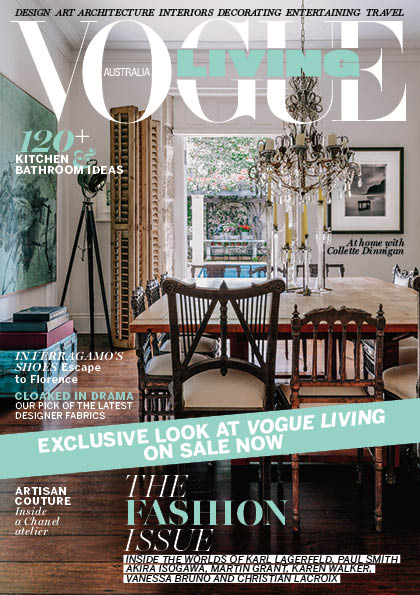 DESIGN ART ARCHITECTURE INTERIORS DECORATING ENTERTAINING TRAVEL
VOGUE
AUSTRALIA
LIVING
120+
KITCHEN &
BATHROOM IDEAS
At home with
Collette Dinnigan
IN FERRAGAMO'S
SHOES Escape
to Florence
CLOAKED IN DRAMA
OUR PICK OF THE LATEST
DESIGNER FABRICS
EXCLUSIVE LOOK AT VOGUE LIVING
ON SALE NOW
ARTISAN
COUTURE
Inside
a Chanel
atelier
THE
FASHION
ISSUE
INSIDE THE WORLDS OF KARL LAGERFELD, PAUL SMITH
AKIRA ISOGAWA, MARTIN GRANT, KAREN WALKER,
VANESSA BRUNO AND CHRISTIAN LACROIX